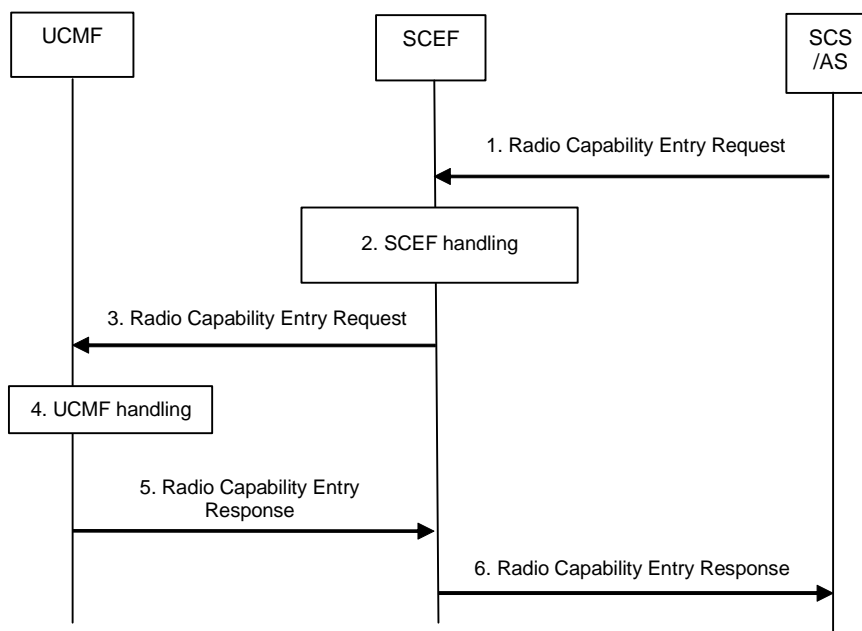 UCMF
SCEF
SCS
/AS
1. Radio Capability Entry Request
2. SCEF handling
3. Radio Capability Entry Request
4. UCMF handling
5. Radio Capability Entry
Response
6. Radio Capability Entry Response